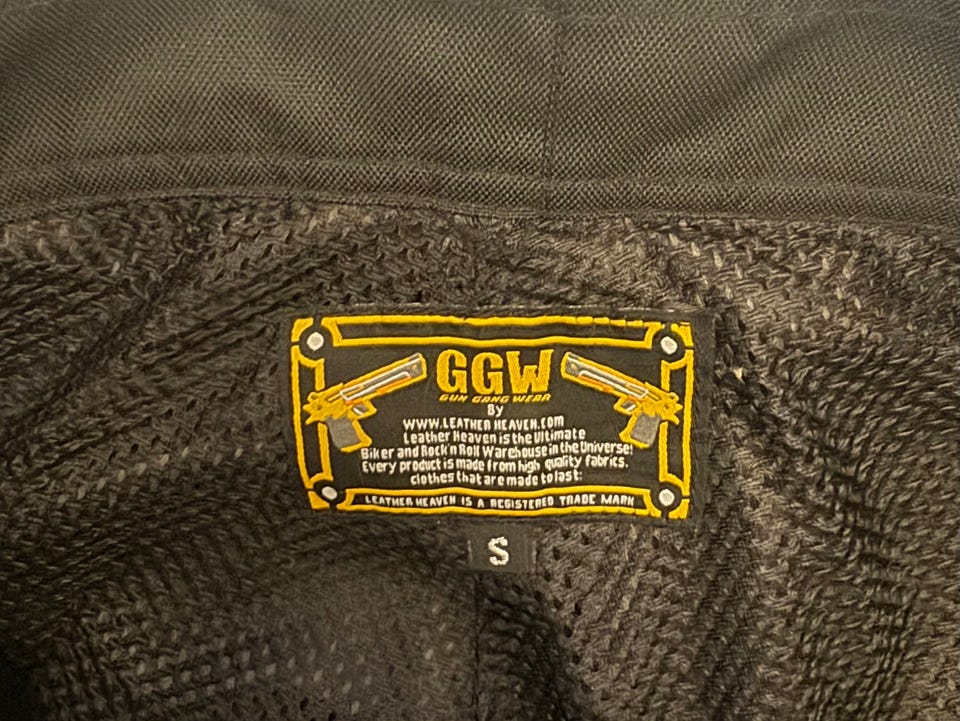 GGW
GUN GANG WEAR
By
WWW.LEATHER HEAVEN.COM
Leather Heaven is the Ultimate
Biker and Rock'n Roll Warehouse in the Universe!
Every product is made from high quality fabrics.
clothes that are made to last:
LEATHER HEAVEN IS A REGISTERED TRADE MARK
S